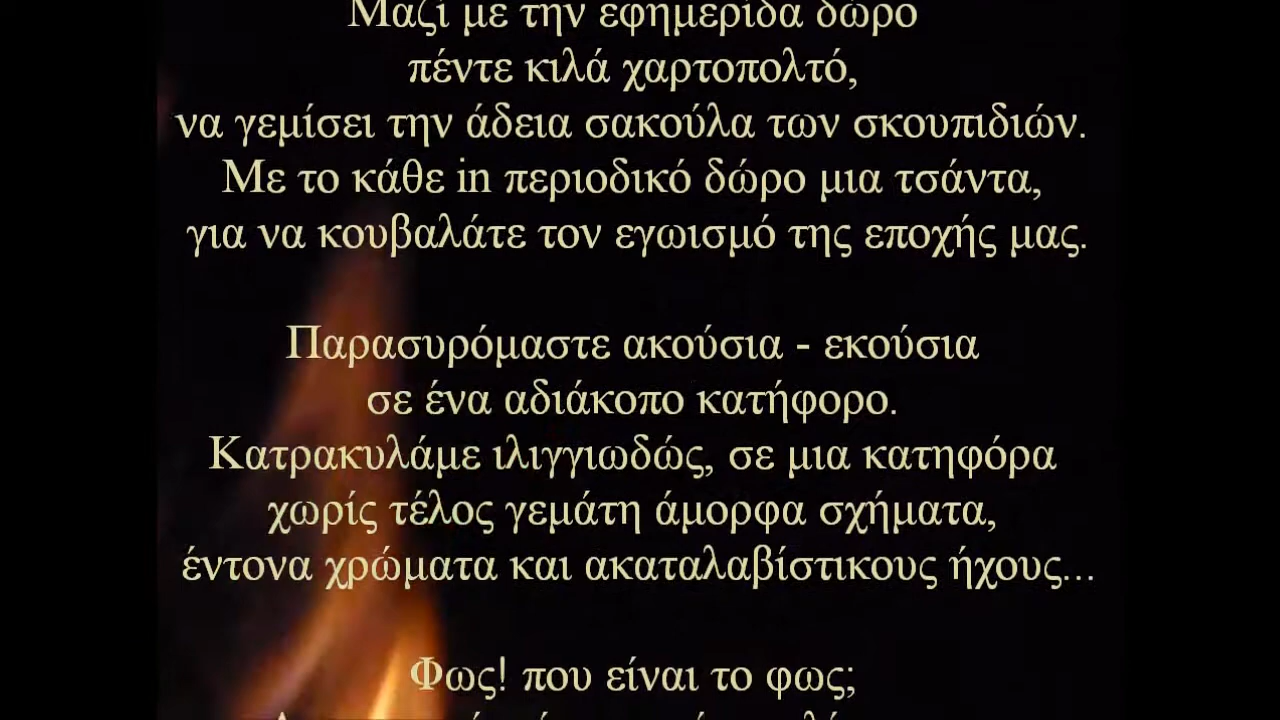 Μαζί με την εφημερίδα δώρο
πέντε κιλά χαρτοπολτό,
να γεμίσει την άδεια σακούλα των σκουπιδιών.
Με το κάθε in περιοδικό δώρο μια τσάντα,
για να κουβαλάτε τον εγωισμό της εποχής μας.
Παρασυρόμαστε ακούσια - εκούσια
σε ένα αδιάκοπο κατήφορο.
Κατρακυλάμε ιλιγγιωδώς, σε μια κατηφόρα
χωρίς τέλος γεμάτη άμορφα σχήματα,
έντονα χρώματα και ακαταλαβίστικους ήχους...
Φως! που είναι το φως;